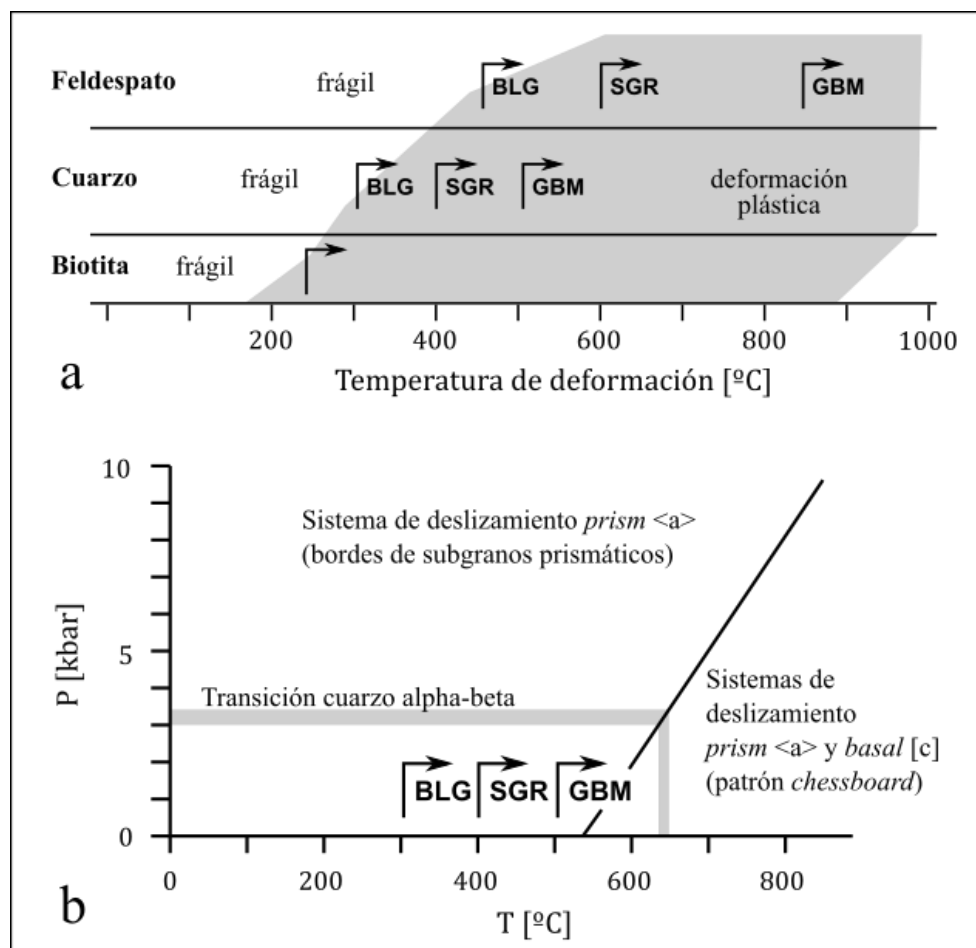 Feldespato
frágil
BLG
SGR
GBM
Cuarzo
frágil
BLG
SGR
GBM
deformación
plástica
Biotita
frágil
200
400
600
800
1000
a
Temperatura de deformación [ºC]
10
Sistema de deslizamiento prism <a>
(bordes de subgranos prismáticos)
P [kbar]
5
Transición cuarzo alpha-beta
Sistemas de
deslizamiento
prism <a> y basal [c]
(patrón chessboard)
BLG
SGR
GBM
0
0
200
400
600
800
b
T [ºC]